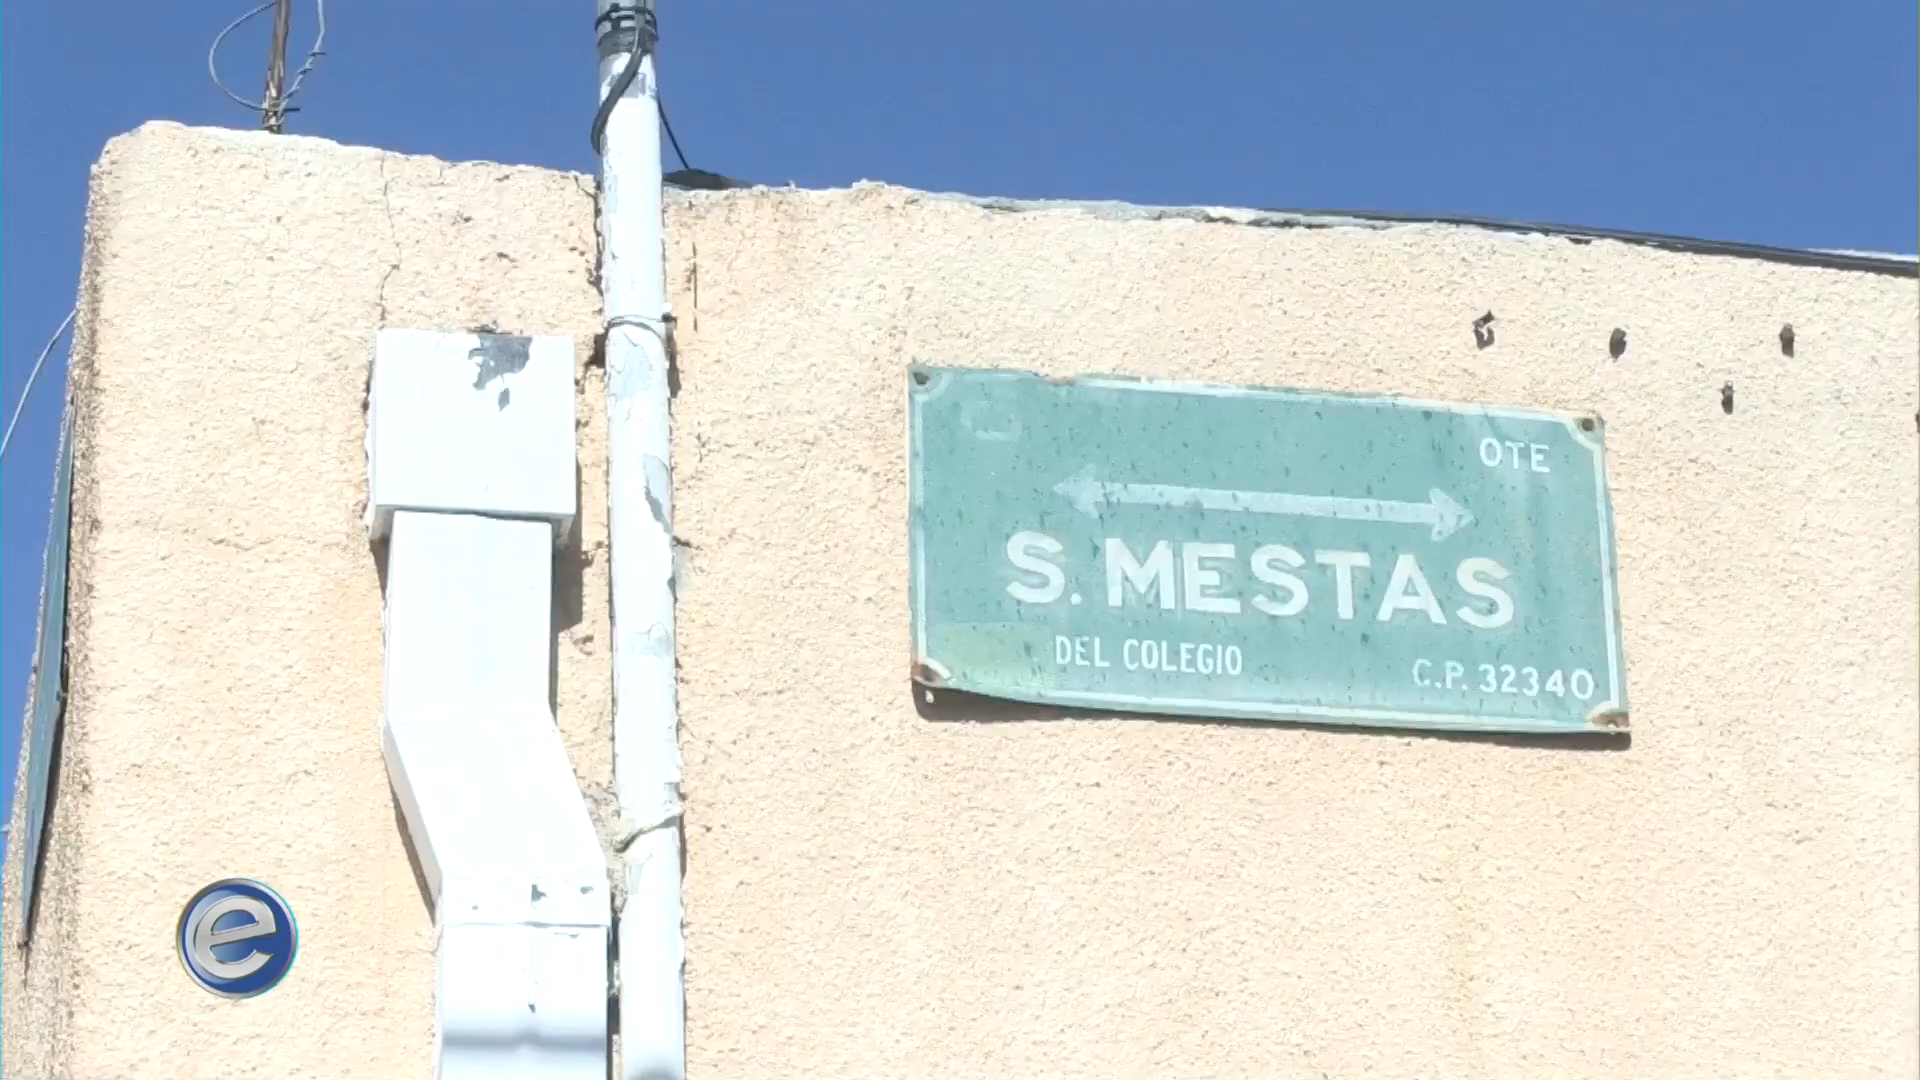 OTE
S. MESTAS
DEL COLEGIO
C.P. 32340
e